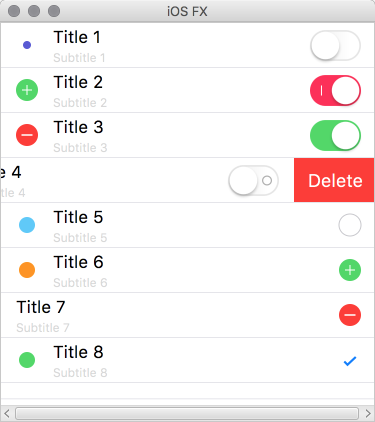 iOS FX
Title 1
Subtitle 1
Title 2
Subtitle 2
Title 3
Subtitle 3
e 4
tle 4
Delete
Title 5
Subtitle 5
Title 6
Subtitle 6
Title 7
Subtitle 7
Title 8
Subtitle 8